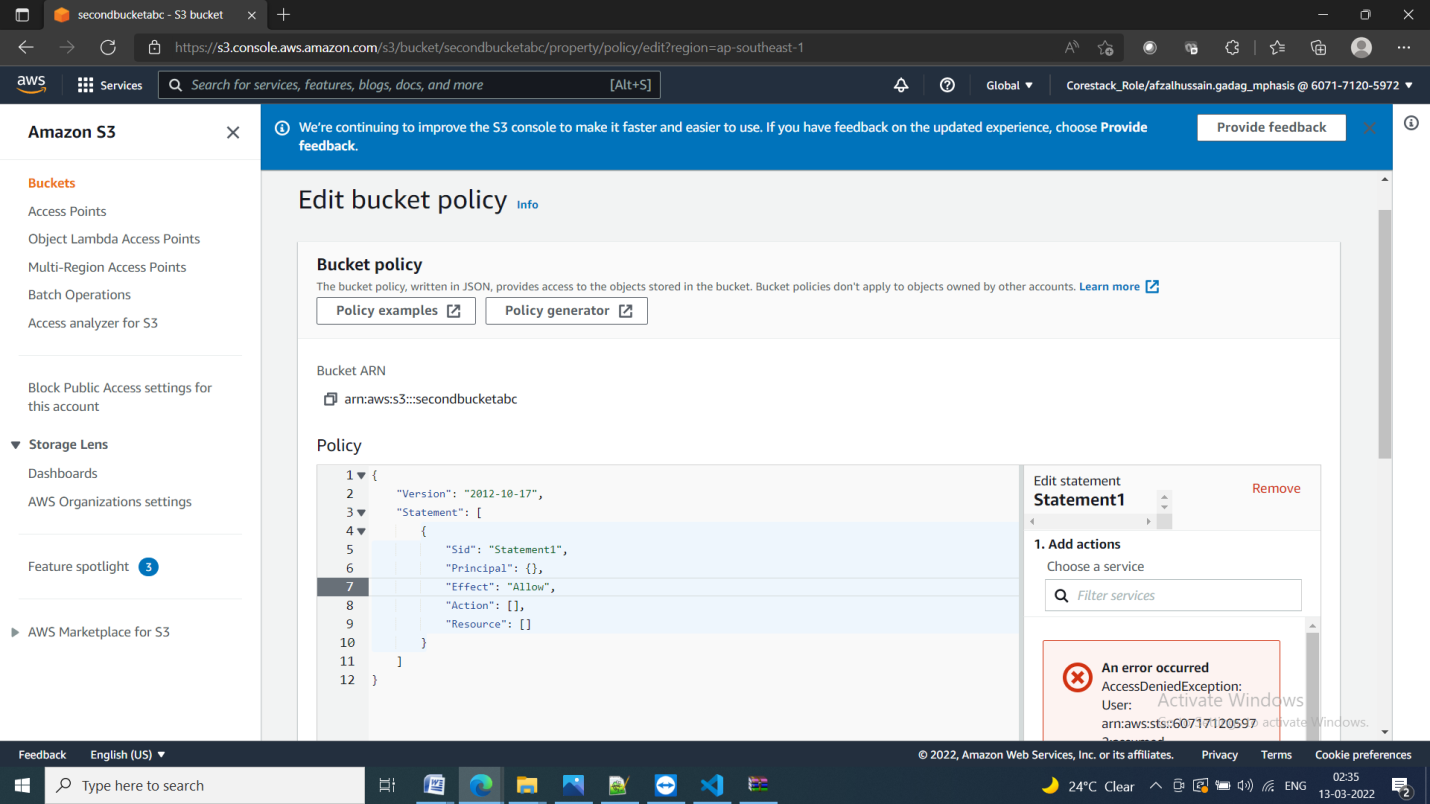 secondbucketabc - S3 bucket
https://s3.console.aws.amazon.com/s3/bucket/secondbucketabc/property/policy/edit?region=ap-southeast-1
aws
Services
Search for services, features, blogs, docs, and more
[Alt+S]
Global
Corestack_Role/afzalhussain.gadag_mphasis @ 6071-7120-5972
Amazon S3
Buckets
Access Points
Object Lambda Access Points
Multi-Region Access Points
Batch Operations
Access analyzer for S3
Block Public Access settings for
this account
Storage Lens
Dashboards
AWS Organizations settings
Feature spotlight 3
AWS Marketplace for S3
We're continuing to improve the S3 console to make it faster and easier to use. If you have feedback on the updated experience, choose Provide
feedback.
Provide feedback
Edit bucket policy Info
Bucket policy
The bucket policy, written in JSON, provides access to the objects stored in the bucket. Bucket policies don't apply to objects owned by other accounts. Learn more
Policy examples
Policy generator
Bucket ARN
arn:aws:s3:::secondbucketabc
Policy
1 {
2 "Version": "2012-10-17",
3 "Statement": [
4 {
5 "Sid": "Statement1",
6 "Principal": {},
7 "Effect": "Allow",
8 "Action": [],
9 "Resource": []
10 }
11 ]
12 }
Edit statement
Statement1
Remove
1. Add actions
Choose a service
Filter services
An error occurred
AccessDeniedException:
User:
arn:aws:sts::60717120597
Activate Windows
Feedback
English (US)
© 2022, Amazon Web Services, Inc. or its affiliates.
Privacy
Terms
Cookie preferences
Type here to search
24°C Clear
ENG
02:35
13-03-2022
2